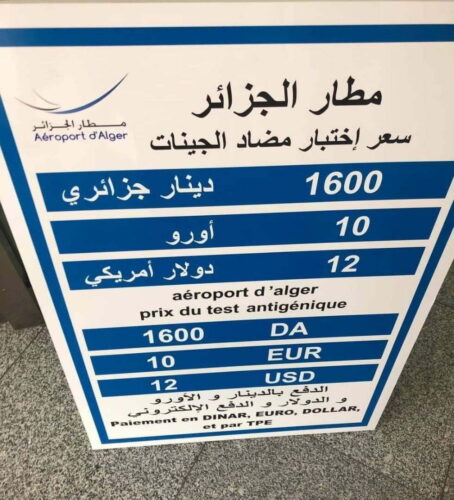 مطار الجزائر
Aéroport d'Alger
مطار الجزائر
سعر إختبار مضاد الجينات
1600 دينار جزائري
10 أورو
12 دولار أمريكي
aéroport d'alger
prix du test antigénique
1600 DA
10 EUR
12 USD
الدفع بالدينار و الأورو
و الدولار و الدفع الإلكتروني
Paiement en DINAR, EURO, DOLLAR,
et par TPE